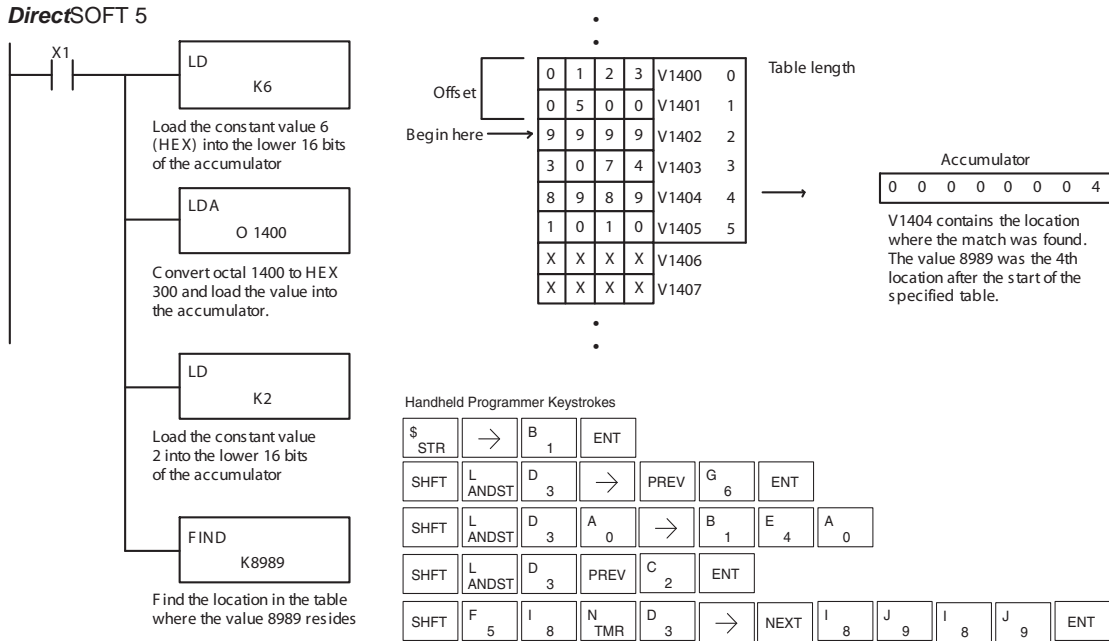 DirectSOFT 5
X1
LD
K6
Load the constant value 6
(HEX) into the lower 16 bits
of the accumulator
LDA
O 1400
Convert octal 1400 to HEX
300 and load the value into
the accumulator.
LD
K2
Load the constant value
2 into the lower 16 bits
of the accumulator
FIND
K8989
Find the location in the table
where the value 8989 resides
Offset
Begin here
0 1 2 3 V1400 0
0 5 0 0 V1401 1
9 9 9 9 V1402 2
3 0 7 4 V1403 3
8 9 8 9 V1404 4
1 0 1 0 V1405 5
X X X X V1406
X X X X V1407
Table length
Accumulator
0 0 0 0 0 0 0 4
V1404 contains the location
where the match was found.
The value 8989 was the 4th
location after the start of the
specified table.
Handheld Programmer Keystrokes
$ STR → B 1 ENT
SHFT L ANDST D 3 → PREV G 6 ENT
SHFT L ANDST D 3 A 0 → B 1 E 4 A 0
SHFT L ANDST D 3 PREV C 2 ENT
SHFT F 5 I 8 N TMR D 3 → NEXT I 8 J 9 I 8 J 9 ENT